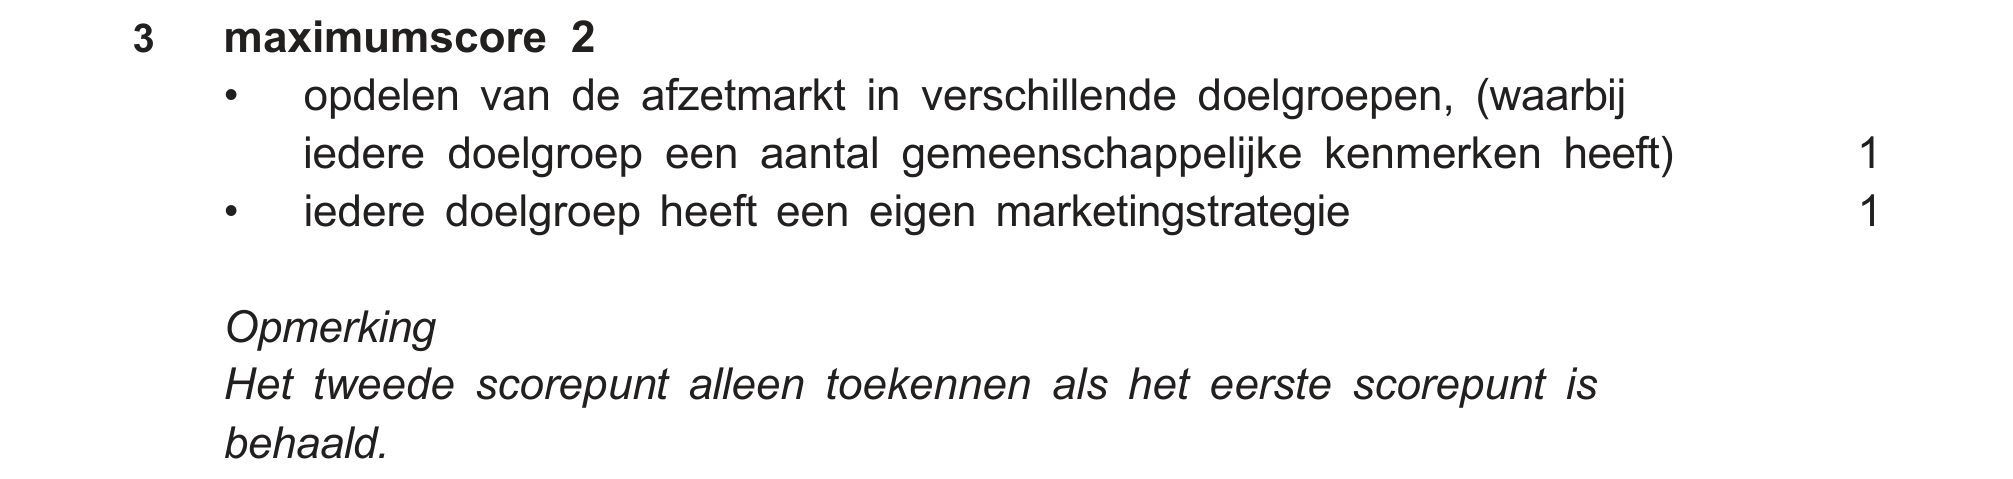 3 maximumscore 2
• opdelen van de afzetmarkt in verschillende doelgroepen, (waarbij
iedere doelgroep een aantal gemeenschappelijke kenmerken heeft) 1
• iedere doelgroep heeft een eigen marketingstrategie 1
Opmerking
Het tweede scorepunt alleen toekennen als het eerste scorepunt is
behaald.